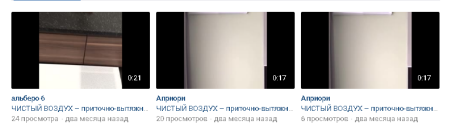 0:21
0:17
0:17
альберо 6
Априори
Априори
ЧИСТЫЙ ВОЗДУХ – приточно-вытяжн...
ЧИСТЫЙ ВОЗДУХ – приточно-вытяжн...
ЧИСТЫЙ ВОЗДУХ – приточно-вытяжн...
24 просмотра · два месяца назад
20 просмотров · два месяца назад
6 просмотров · два месяца назад